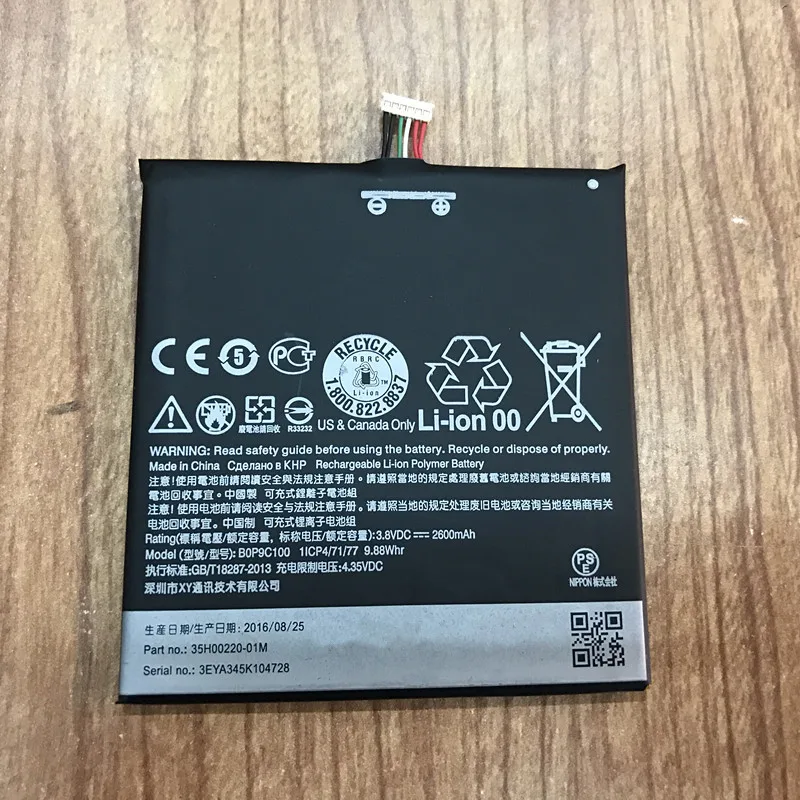 CE 5 PCT
RECYCLE
RBRC
Li-ion
TM
1.800.822.8837
廢電池請回收
R33232
US & Canada Only
Li-ion 00
WARNING: Read safety guide before using the battery. Recycle or dispose of properly.
Made in China Сделано в КНР Rechargeable Li-ion Polymer Battery
注意!使用電池前請閱讀安全與法規注意手冊。請遵照當地的規定處理廢舊電池或諮詢當地經銷商有關
電池回收事宜。中國製 可充式鋰離子電池組
注意!使用电池前请阅读安全与法规注意手册。请遵照当地的规定处理废旧电池或咨询当地经销商有关
电池回收事宜。中国制 可充式锂离子电池组
Rating(標稱電壓/額定容量, 标称电压/额定容量):3.8VDC⎓ 2600mAh
Model (型號/型号): B0P9C100 1ICP4/71/77 9.88Whr
执行标准:GB/T18287-2013 充电限制电压:4.35VDC
深圳市XY通讯技术有限公司
PSE
NIPPON 株式会社
生產日期/生产日期: 2016/08/25
Part no.: 35H00220-01M
Serial no.: 3EYA345K104728